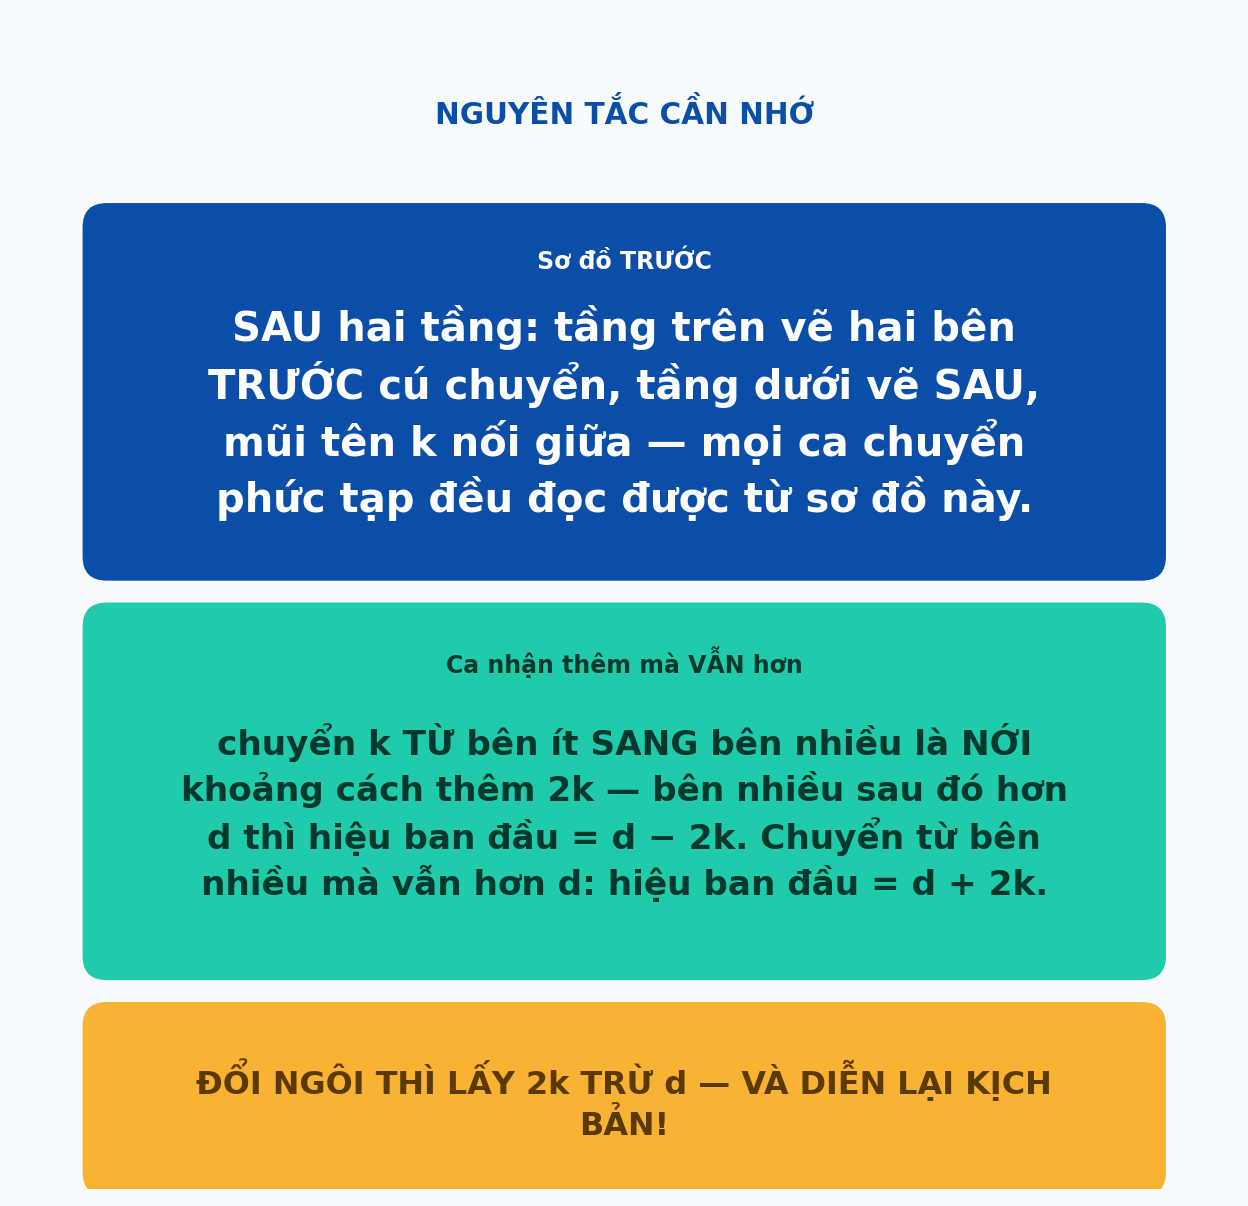 NGUYÊN TẮC CẦN NHỚ
Sơ đồ TRƯỚC
SAU hai tầng: tầng trên vẽ hai bên
TRƯỚC cú chuyển, tầng dưới vẽ SAU,
mũi tên k nối giữa — mọi ca chuyển
phức tạp đều đọc được từ sơ đồ này.
Ca nhận thêm mà VẪN hơn
chuyển k TỪ bên ít SANG bên nhiều là NỚI
khoảng cách thêm 2k — bên nhiều sau đó hơn
d thì hiệu ban đầu = d − 2k. Chuyển từ bên
nhiều mà vẫn hơn d: hiệu ban đầu = d + 2k.
ĐỔI NGÔI THÌ LẤY 2k TRỪ d — VÀ DIỄN LẠI KỊCH
BẢN!